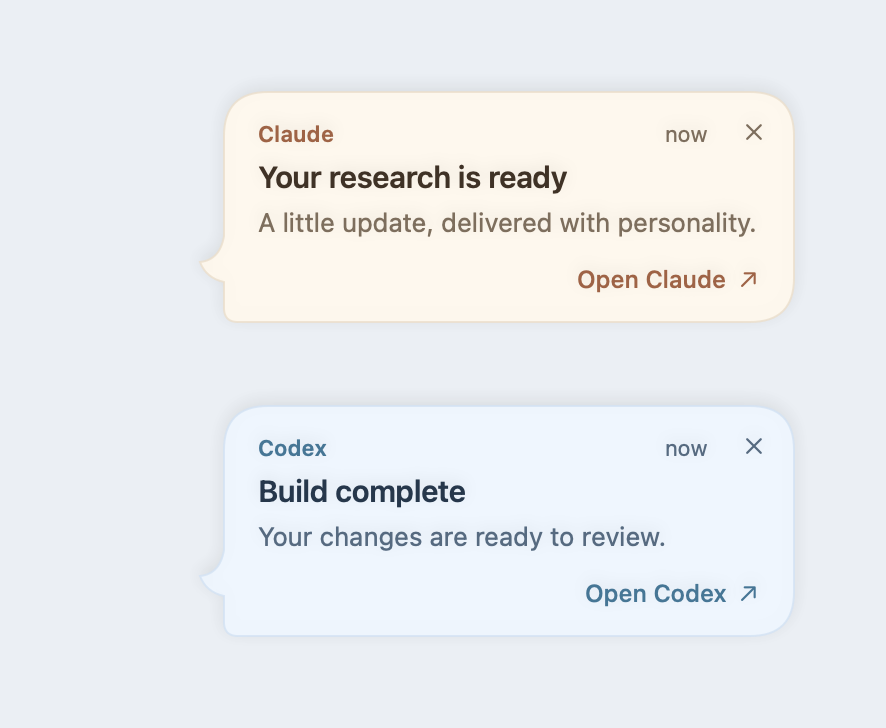 Claude now
Your research is ready
A little update, delivered with personality.
Open Claude
Codex now
Build complete
Your changes are ready to review.
Open Codex